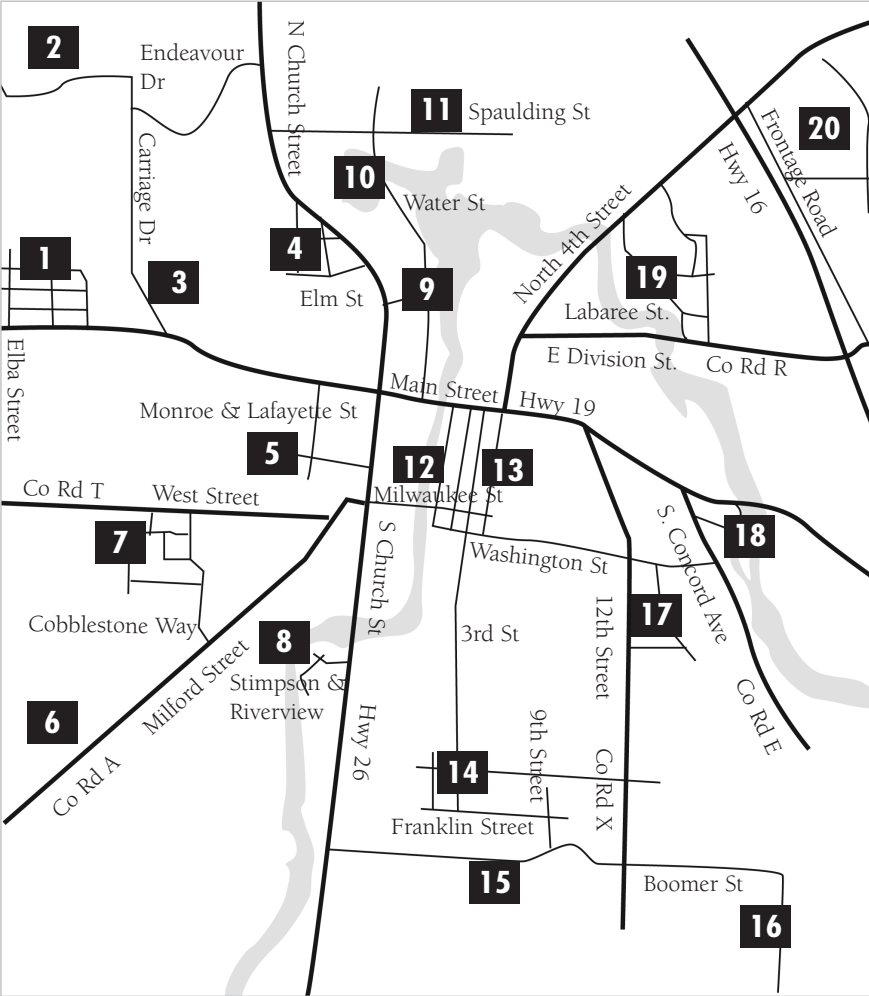 2
Endeavour
Dr
N Church Street
11
Spaulding St
20
Frontage Road
Hwy 16
Carriage Dr
10
Water St
North 4th Street
1
3
4
Elm St
9
19
Labaree St.
E Division St.
Co Rd R
Elba Street
Main Street
Hwy 19
Monroe & Lafayette St
5
12
13
Milwaukee St
Co Rd T
West Street
7
S Church St
Washington St
S. Concord Ave
18
Cobblestone Way
8
3rd St
12th Street
17
Milford Street
Stimpson &
Riverview
6
Co Rd A
Hwy 26
9th Street
Co Rd E
14
Co Rd X
Franklin Street
15
Boomer St
16